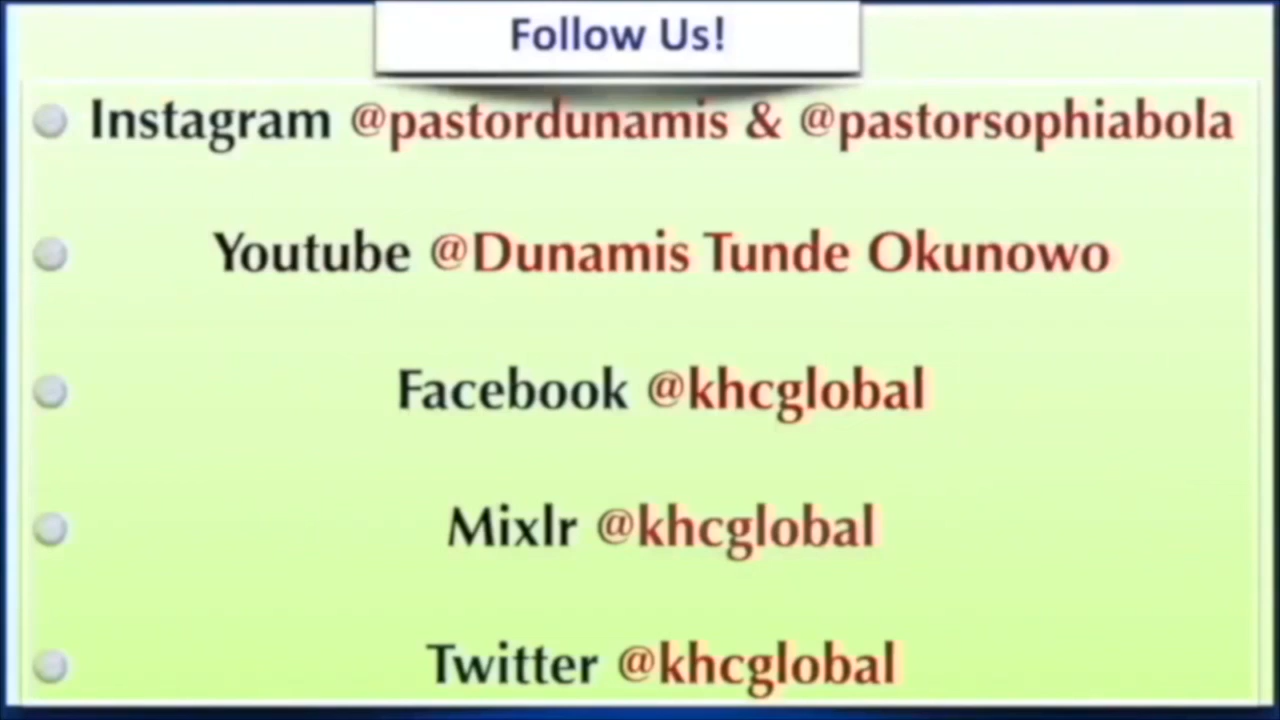 Follow Us!
Instagram @pastordunamis & @pastorsophiabola
Youtube @Dunamis Tunde Okunowo
Facebook @khcglobal
Mixlr @khcglobal
Twitter @khcglobal